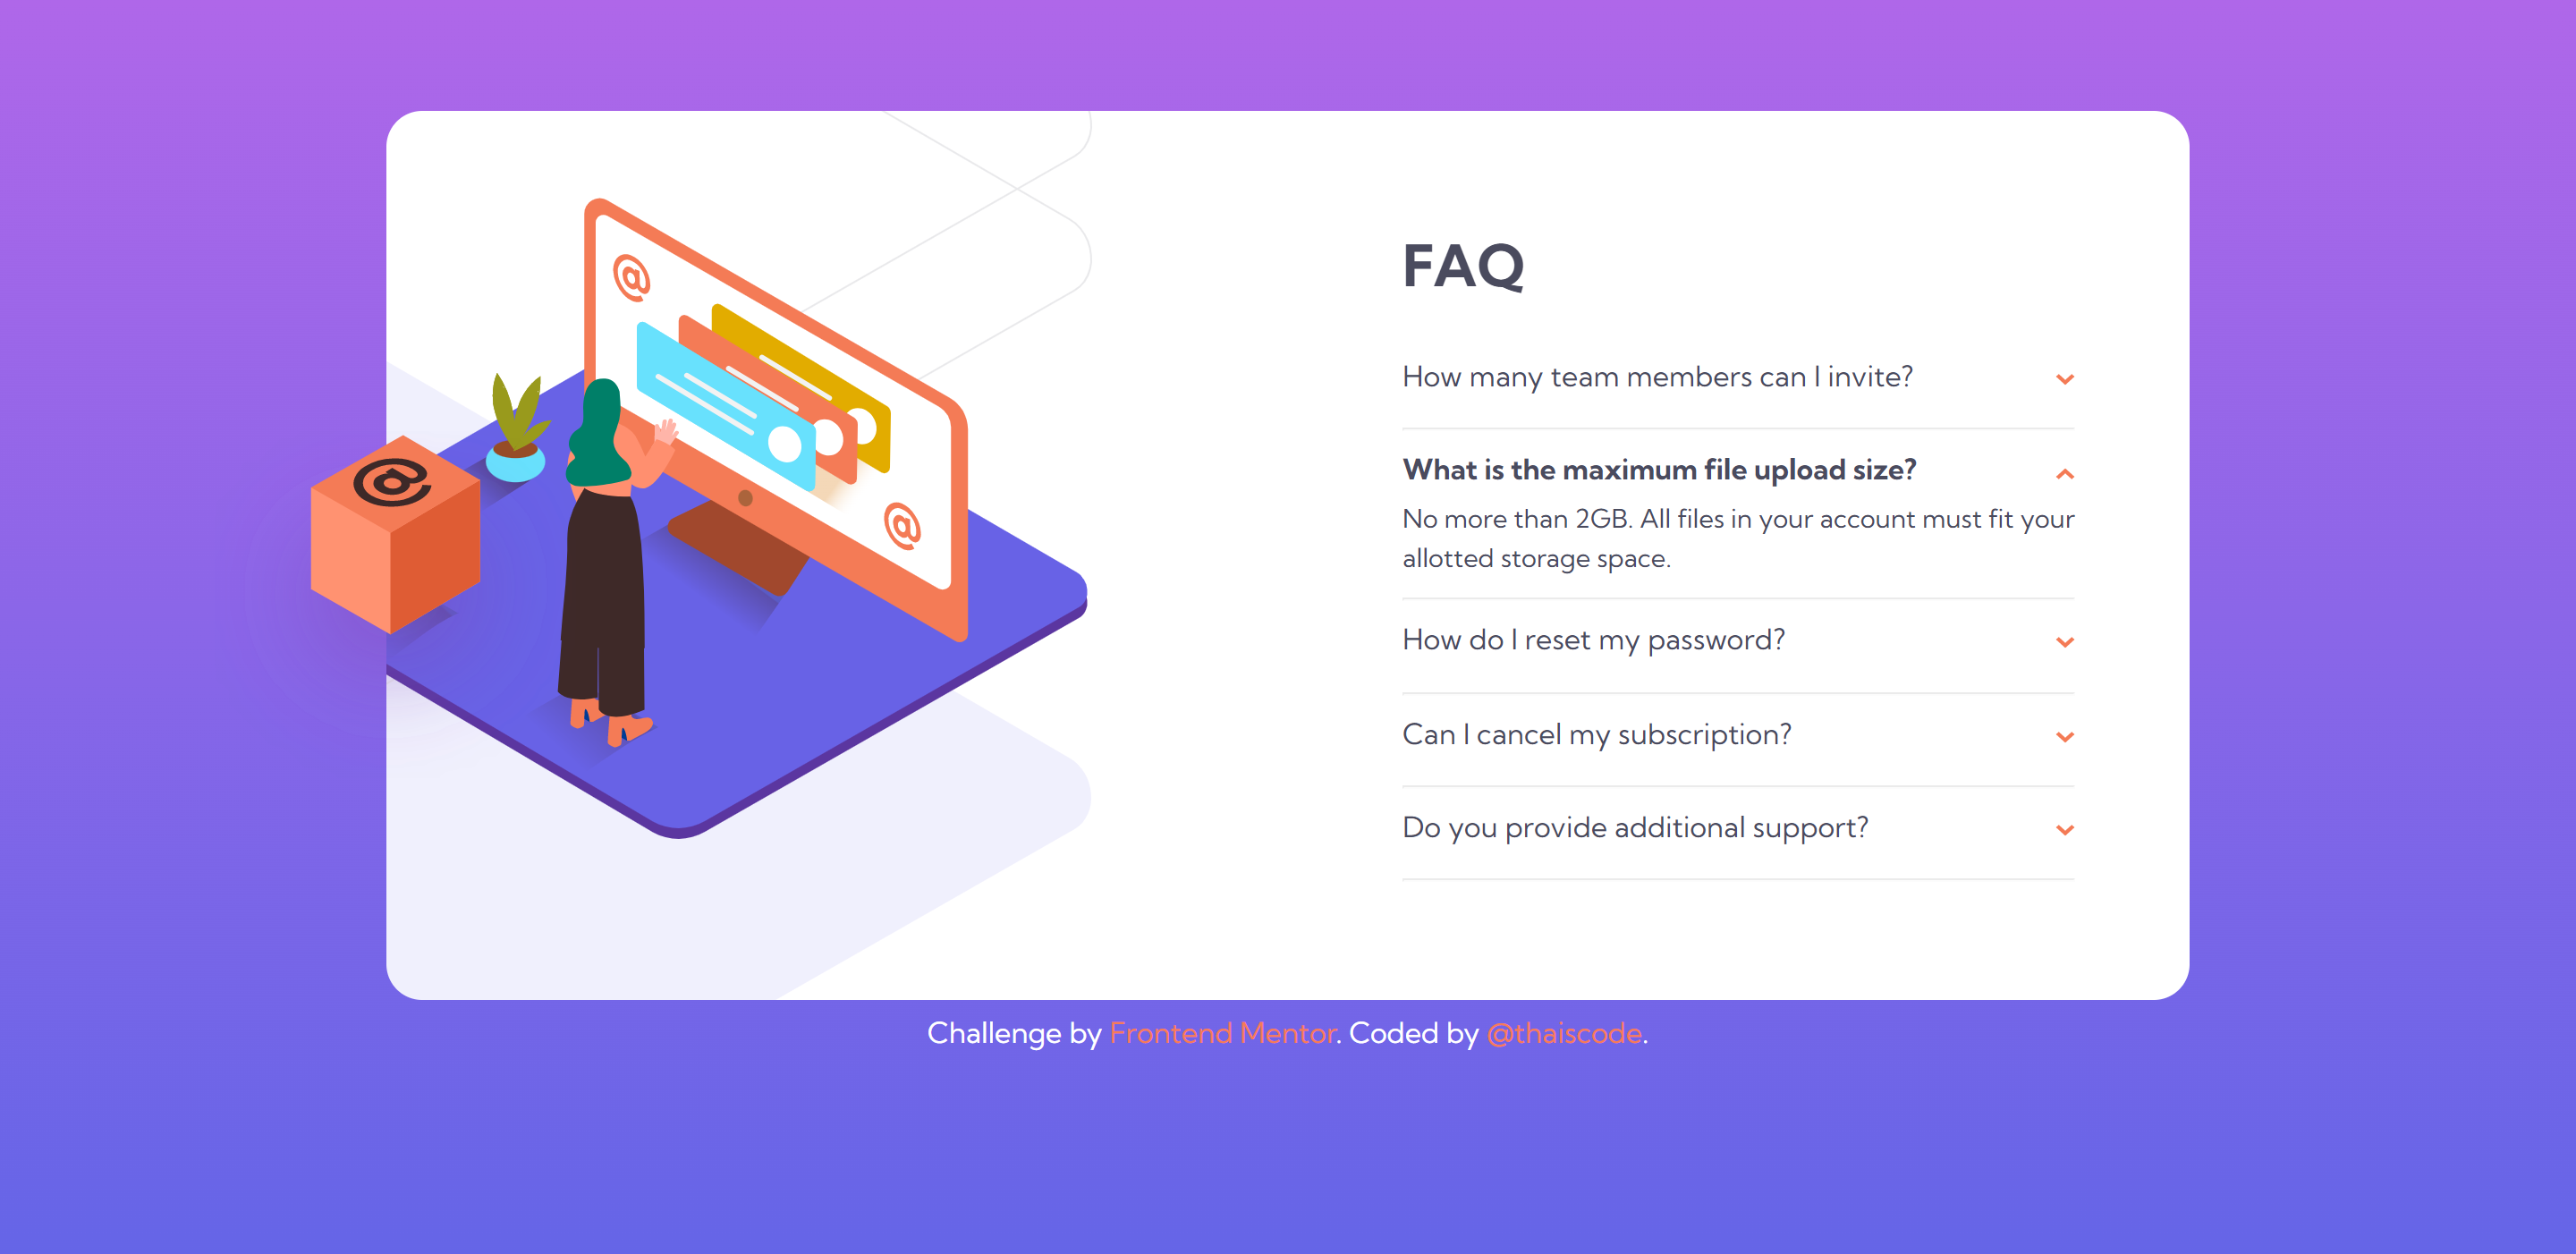 @
@
@
FAQ
How many team members can I invite?
What is the maximum file upload size?
No more than 2GB. All files in your account must fit your
allotted storage space.
How do I reset my password?
Can I cancel my subscription?
Do you provide additional support?
Challenge by Frontend Mentor. Coded by @thaiscode.